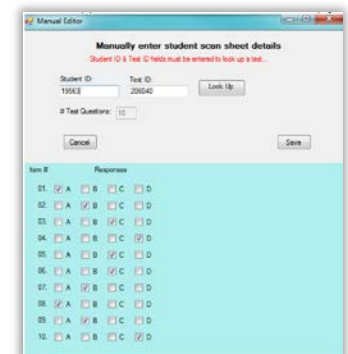 Manual Editor
Manually enter student scan sheet details
Student ID & Test ID fields must be entered to look up a test...
Student ID: Test ID:
19563 206040 Look Up
# Test Questions: 10
Cancel Save
Item # Responses
01. A B C D
02. A B C D
03. A B C D
04. A B C D
05. A B C D
06. A B C D
07. A B C D
08. A B C D
09. A B C D
10. A B C D